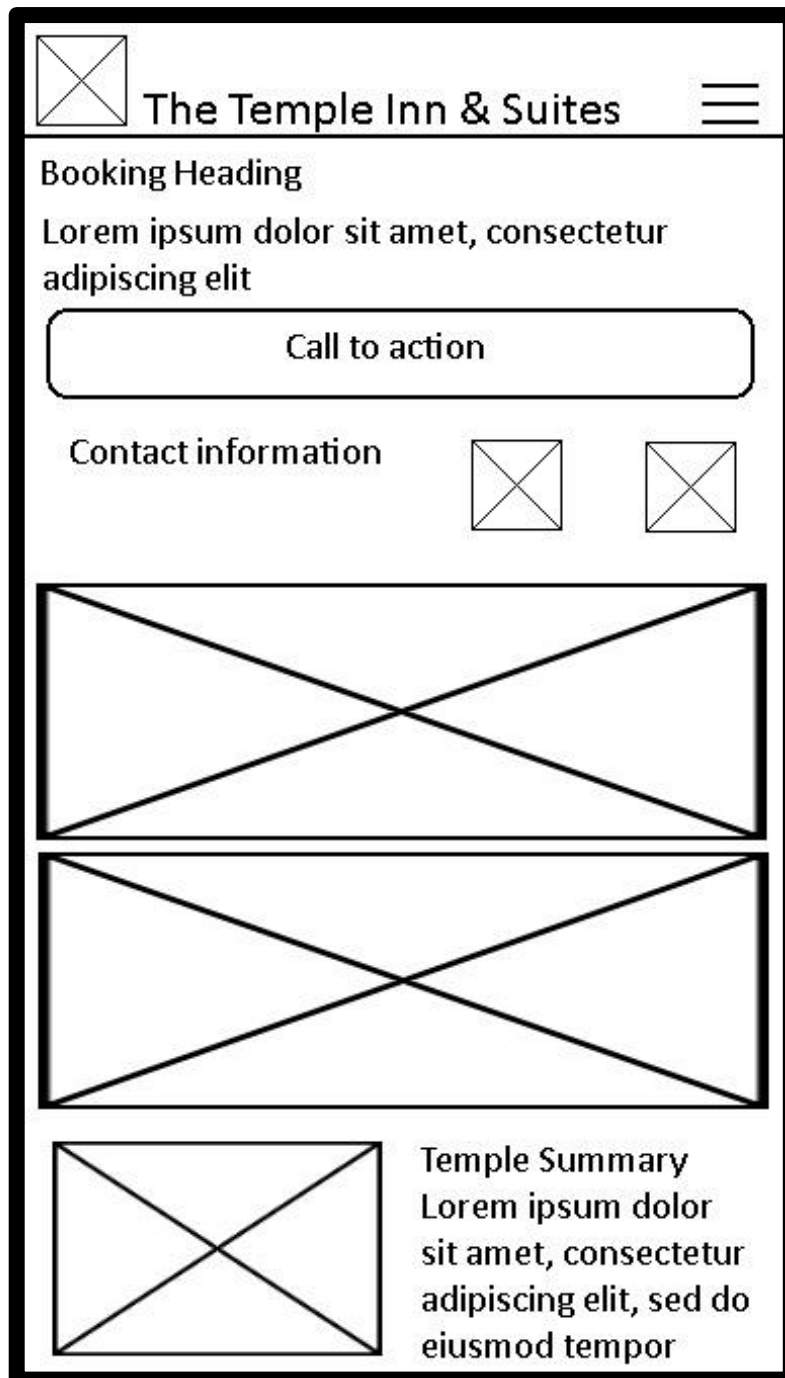 The Temple Inn & Suites
Booking Heading
Lorem ipsum dolor sit amet, consectetur
adipiscing elit
Call to action
Contact information
Temple Summary
Lorem ipsum dolor
sit amet, consectetur
adipiscing elit, sed do
eiusmod tempor